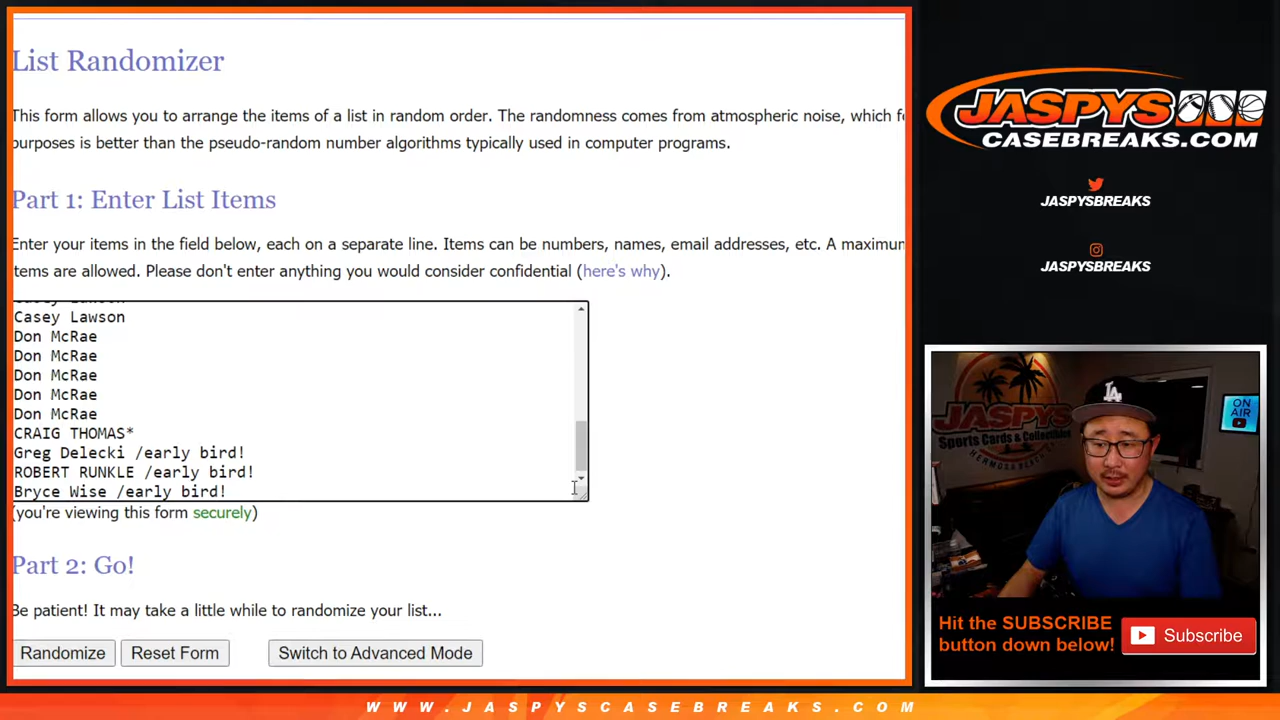 List Randomizer
This form allows you to arrange the items of a list in random order. The randomness comes from atmospheric noise, which f
purposes is better than the pseudo-random number algorithms typically used in computer programs.
Part 1: Enter List Items
Enter your items in the field below, each on a separate line. Items can be numbers, names, email addresses, etc. A maximum
items are allowed. Please don't enter anything you would consider confidential (here's why).
Casey Lawson
Don McRae
Don McRae
Don McRae
Don McRae
Don McRae
CRAIG THOMAS*
Greg Delecki /early bird!
ROBERT RUNKLE /early bird!
Bryce Wise /early bird!
(you're viewing this form securely)
Part 2: Go!
Be patient! It may take a little while to randomize your list...
Randomize
Reset Form
Switch to Advanced Mode
JASPYS
CASEBREAKS.COM
JASPYSBREAKS
JASPYSBREAKS
JASPYS
Sports Cards & Collectibles
HERMOSA BEACH
ON
AIR
Hit the SUBSCRIBE
button down below!
Subscribe
WWW.JASPYSCASEBREAKS.COM